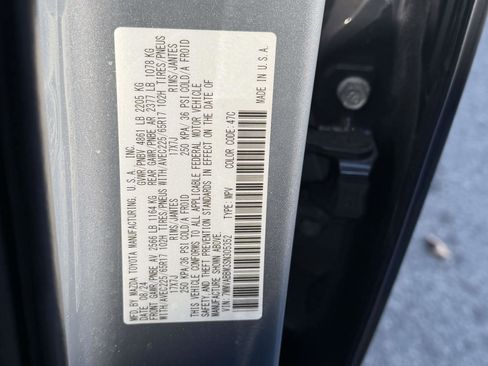 MFD.BY MAZDA TOYOTA MANUFACTURING, U.S.A., INC.
DATE: 08/24 GVWR/PNBV 4861 LB 2205 KG
FRONT GAWR/PNBE AV 2566 LB 1164 KG REAR GAWR/PNBE AR 2377 LB 1078 KG
WITH/AVEC225/65R17 102H TIRES/PNEUS WITH/AVEC225/65R17 102H TIRES/PNEUS
17X7J RIMS/JANTES 17X7J RIMS/JANTES
250 KPA/36 PSI COLD/A FROID 250 KPA/36 PSI COLD/A FROID
THIS VEHICLE CONFORMS TO ALL APPLICABLE FEDERAL MOTOR VEHICLE
SAFETY AND THEFT PREVENTION STANDARDS IN EFFECT ON THE DATE OF
MANUFACTURE SHOWN ABOVE.
TYPE: MPV COLOR CODE: 47C
MADE IN U.S.A.